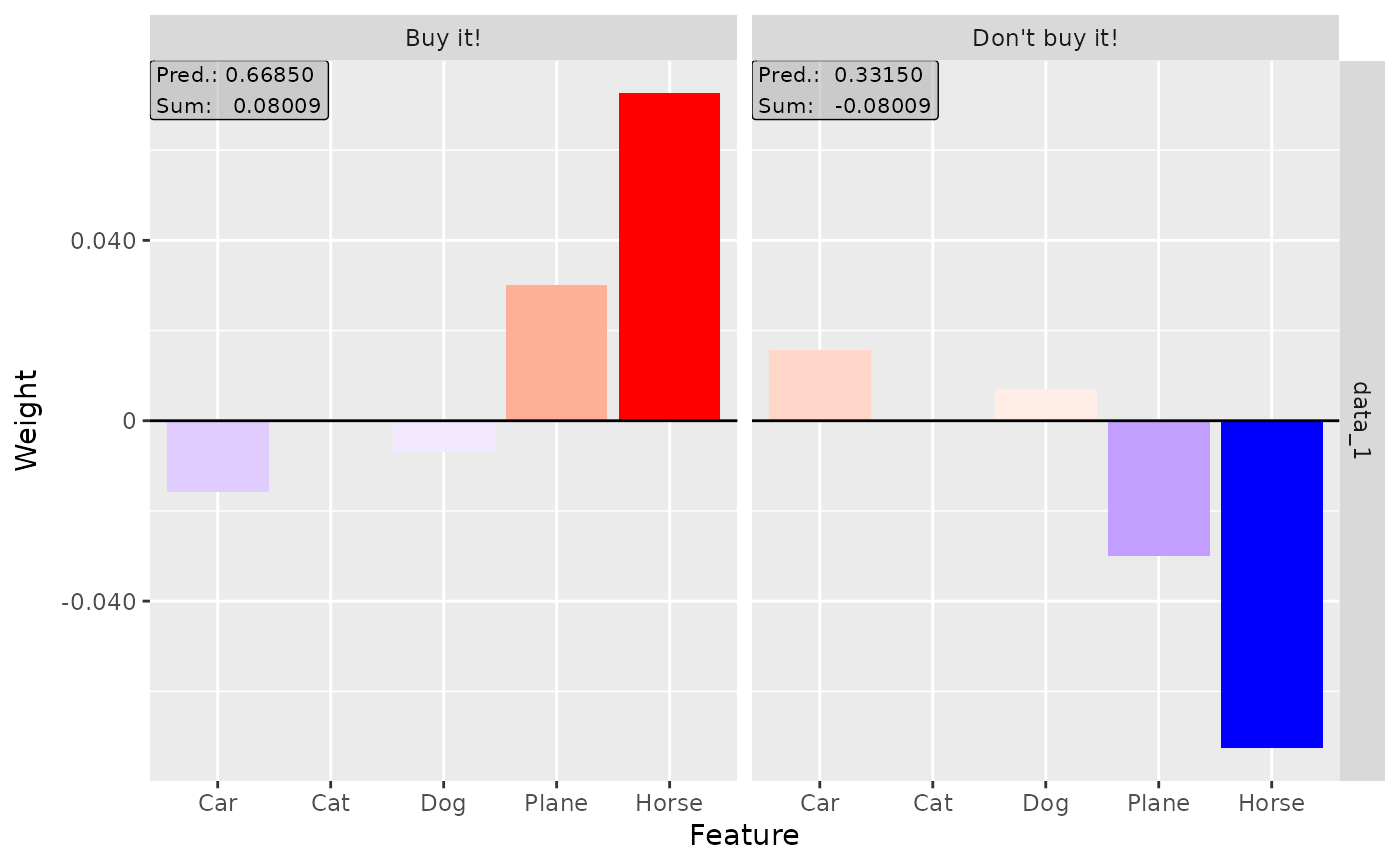 Buy it!
Don't buy it!
Pred.: 0.66850
Sum: 0.08009
Pred.: 0.33150
Sum: -0.08009
0.040
0
-0.040
Weight
data_1
Car Cat Dog Plane Horse
Car Cat Dog Plane Horse
Feature